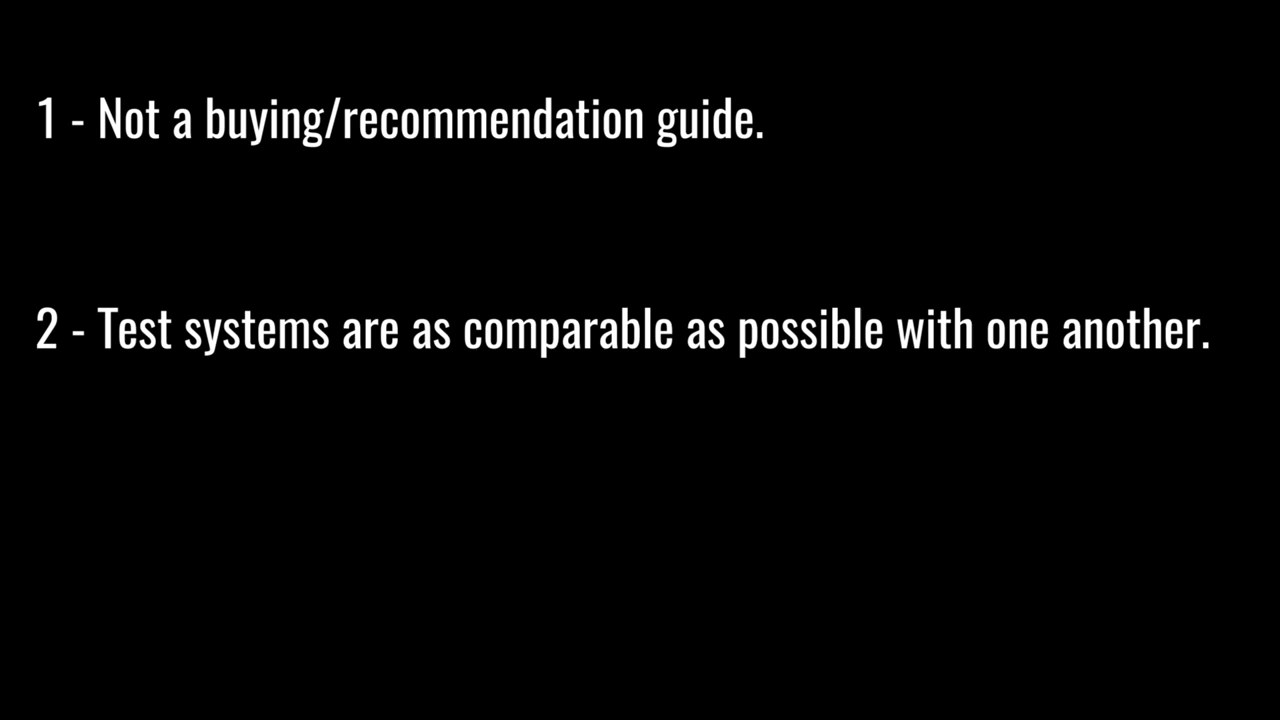 1 - Not a buying/recommendation guide.
2 - Test systems are as comparable as possible with one another.